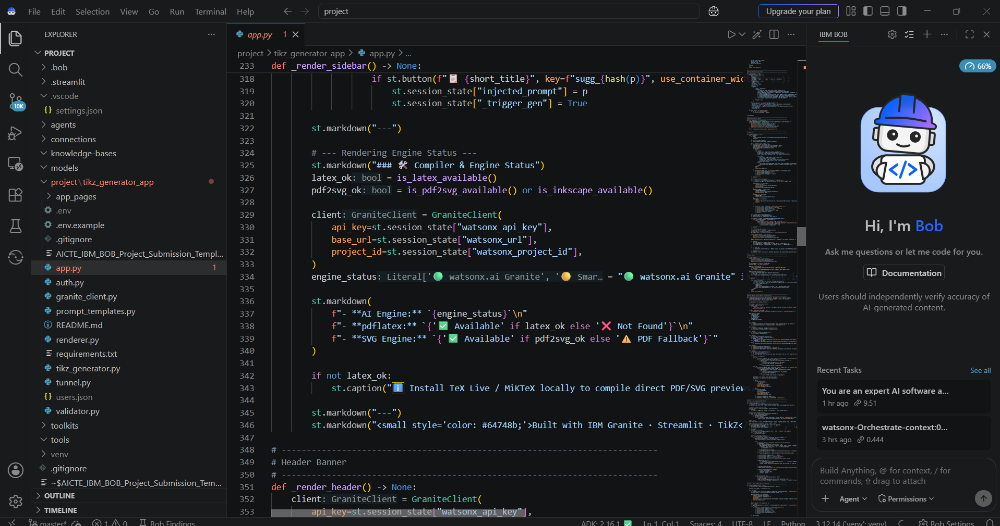 File Edit Selection View Go Run Terminal Help
project
Upgrade your plan
EXPLORER
PROJECT
.bob
.streamlit
.vscode
{} settings.json
agents
connections
knowledge-bases
models
project\tikz_generator_app
app_pages
.env
.env.example
.gitignore
AICTE_IBM_BOB_Project_Submission_Templ...
app.py 1
auth.py
granite_client.py
prompt_templates.py
README.md
renderer.py
requirements.txt
tikz_generator.py
tunnel.py
{} users.json
validator.py
toolkits
tools
venv
.gitignore
~$AICTE_IBM_BOB_Project_Submission_Tem...
OUTLINE
TIMELINE
10K
app.py 1
project > tikz_generator_app > app.py > ...
233 def _render_sidebar() -> None:
318 if st.button(f"📋 {short_title}", key=f"sugg_{hash(p)}", use_container_wid
319 st.session_state["injected_prompt"] = p
320 st.session_state["_trigger_gen"] = True
321
322 st.markdown("---")
323
324 # --- Rendering Engine Status ---
325 st.markdown("### 🛠️ Compiler & Engine Status")
326 latex_ok: bool = is_latex_available()
327 pdf2svg_ok: bool = is_pdf2svg_available() or is_inkscape_available()
328
329 client: GraniteClient = GraniteClient(
330 api_key=st.session_state["watsonx_api_key"],
331 base_url=st.session_state["watsonx_url"],
332 project_id=st.session_state["watsonx_project_id"],
333 )
334 engine_status: Literal['🟢 watsonx.ai Granite', '🟡 Smar… = "🟢 watsonx.ai Granite" i
335
336 st.markdown(
337 f"- **AI Engine:** `{engine_status}`\n"
338 f"- **pdflatex:** `{'✅ Available' if latex_ok else '❌ Not Found'}`\n"
339 f"- **SVG Engine:** `{'✅ Available' if pdf2svg_ok else '⚠️ PDF Fallback'}`"
340 )
341
342 if not latex_ok:
343 st.caption("ℹ️ Install TeX Live / MiKTeX locally to compile direct PDF/SVG preview
344
345 st.markdown("---")
346 st.markdown("<small style='color: #64748b;'>Built with IBM Granite · Streamlit · TikZ<
347
348 # ---------------------------------------------------------------------------
349 # Header Banner
350 # ---------------------------------------------------------------------------
351 def _render_header() -> None:
352 client: GraniteClient = GraniteClient(
353 api_key=st.session_state["watsonx_api_key"],
IBM BOB
66%
</>
Hi, I'm Bob
Ask me questions or let me code for you.
Documentation
Users should independently verify accuracy of
AI-generated content.
Recent Tasks See all
You are an expert AI software a...
1 hr ago 9.51
watsonx-Orchestrate-context:0...
3 hrs ago 0.444
Build Anything, @ for context, / for
commands, ⇧ drag to attach
Agent Permissions
master* 1 0 Bob Findings ADK: 2.16.1 ✅ Ln 1, Col 1 Spaces: 4 UTF-8 LF Python 3.12.14 ('venv': venv) Bob Settings